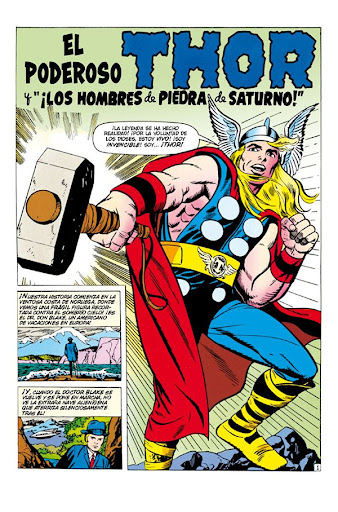 EL
PODEROSO
THOR
Y "¡LOS HOMBRES de PIEDRA de SATURNO!"
¡LA LEYENDA SE HA HECHO
REALIDAD! ¡POR LA VOLUNTAD DE
LOS DIOSES, ESTOY VIVO! ¡SOY
INVENCIBLE! SOY...
¡THOR!
¡NUESTRA HISTORIA COMIENZA EN LA
VENTOSA COSTA DE NORUEGA, DONDE
VEMOS UNA FRÁGIL FIGURA RECOR-
TADA CONTRA EL SOMBRÍO CIELO! ¡ES
EL DR. DON BLAKE, UN AMERICANO
DE VACACIONES EN EUROPA!
¡Y, CUANDO EL DOCTOR BLAKE
SE VUELVE Y SE PONE EN MARCHA, NO
VE LA EXTRAÑA NAVE ALIENÍGENA
QUE ATERRIZA SILENCIOSAMENTE
TRAS ÉL!
1